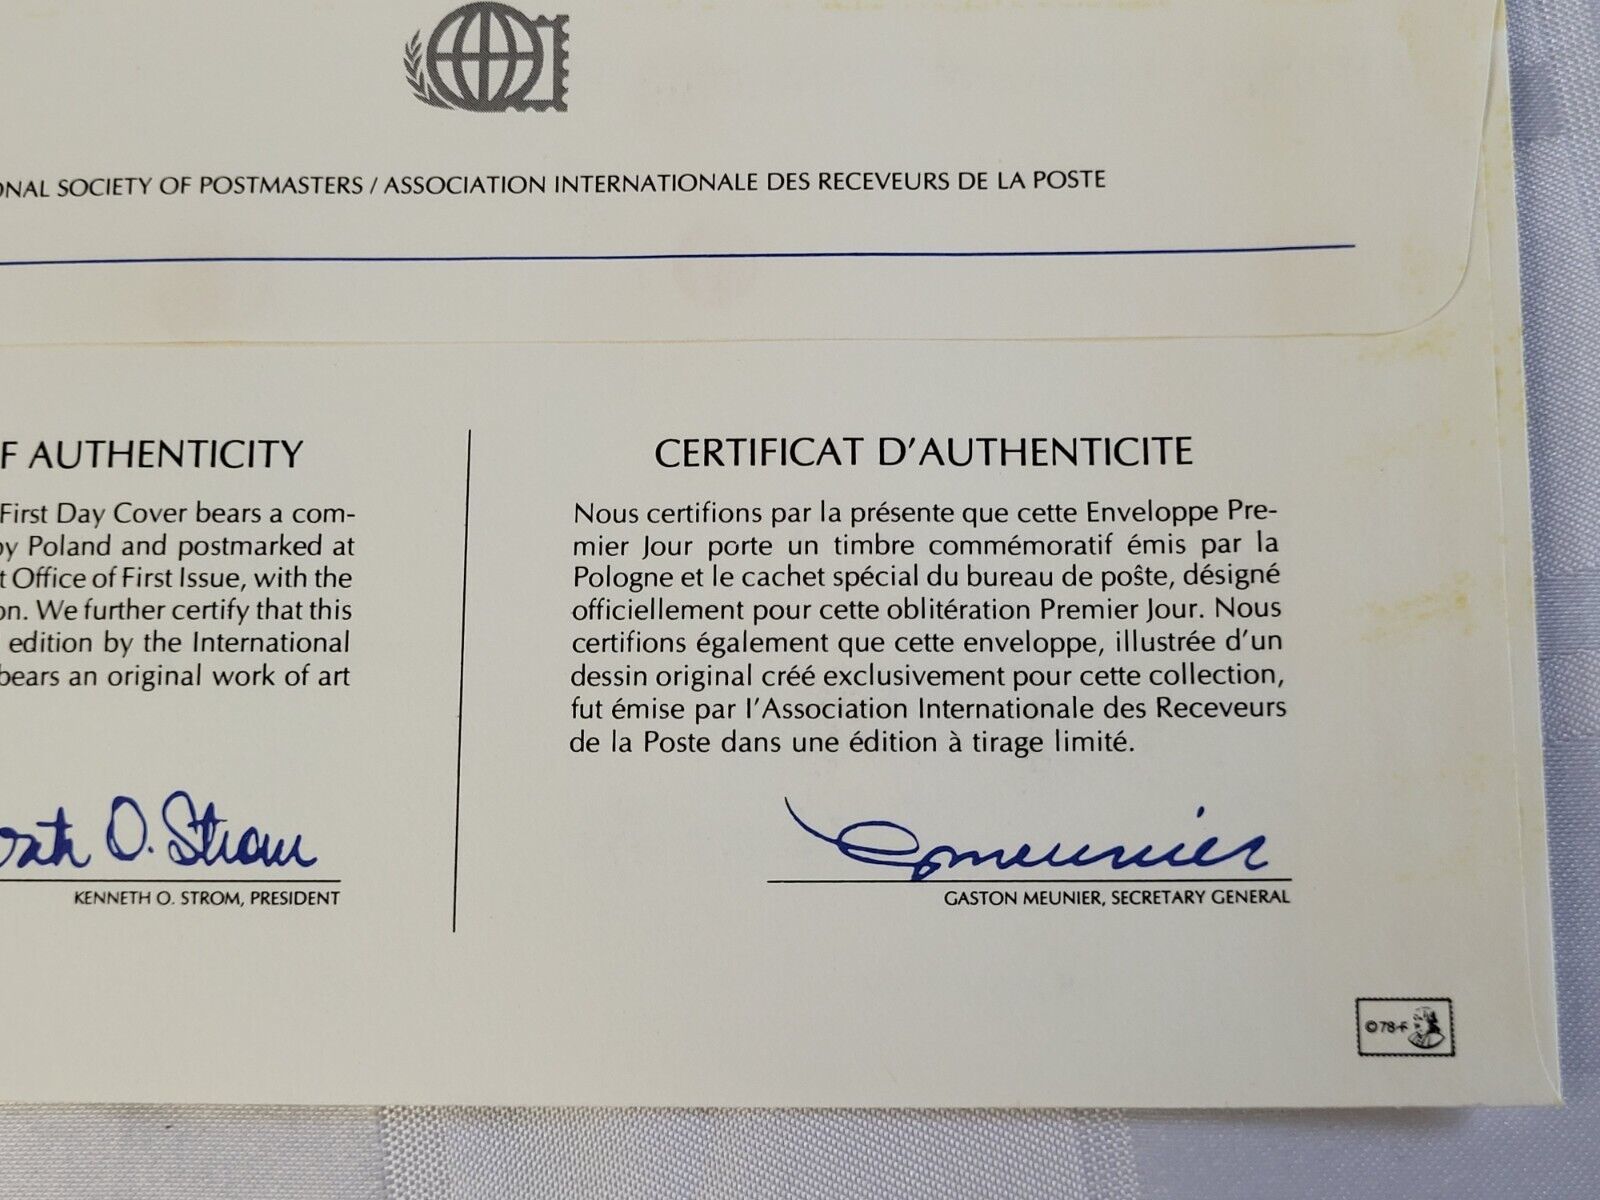 SOCIETY OF POSTMASTERS / ASSOCIATION INTERNATIONALE DES RECEVEURS DE LA POSTE
AUTHENTICITY
First Day Cover bears a com-
Poland and postmarked at
Office of First Issue, with the
We further certify that this
edition by the International
bears an original work of art
O. Strom
KENNETH O. STROM, PRESIDENT
CERTIFICAT D'AUTHENTICITE
Nous certifions par la présente que cette Enveloppe Pre-
mier Jour porte un timbre commémoratif émis par la
Pologne et le cachet spécial du bureau de poŝte, désigné
officiellement pour cette oblitération Premier Jour. Nous
certifions également que cette enveloppe, illustrée d'un
dessin original créé exclusivement pour cette collection,
fut émise par l'Association Internationale des Receveurs
de la Poste dans une édition à tirage limité.
GMeunier
GASTON MEUNIER, SECRETARY GENERAL
©78-F